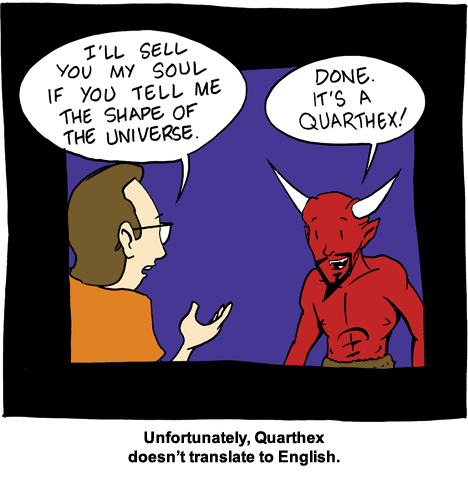 I'LL SELL
YOU MY SOUL
IF YOU TELL ME
THE SHAPE OF
THE UNIVERSE.
DONE.
IT'S A
QUARTHEX!
Unfortunately, Quarthex
doesn't translate to English.